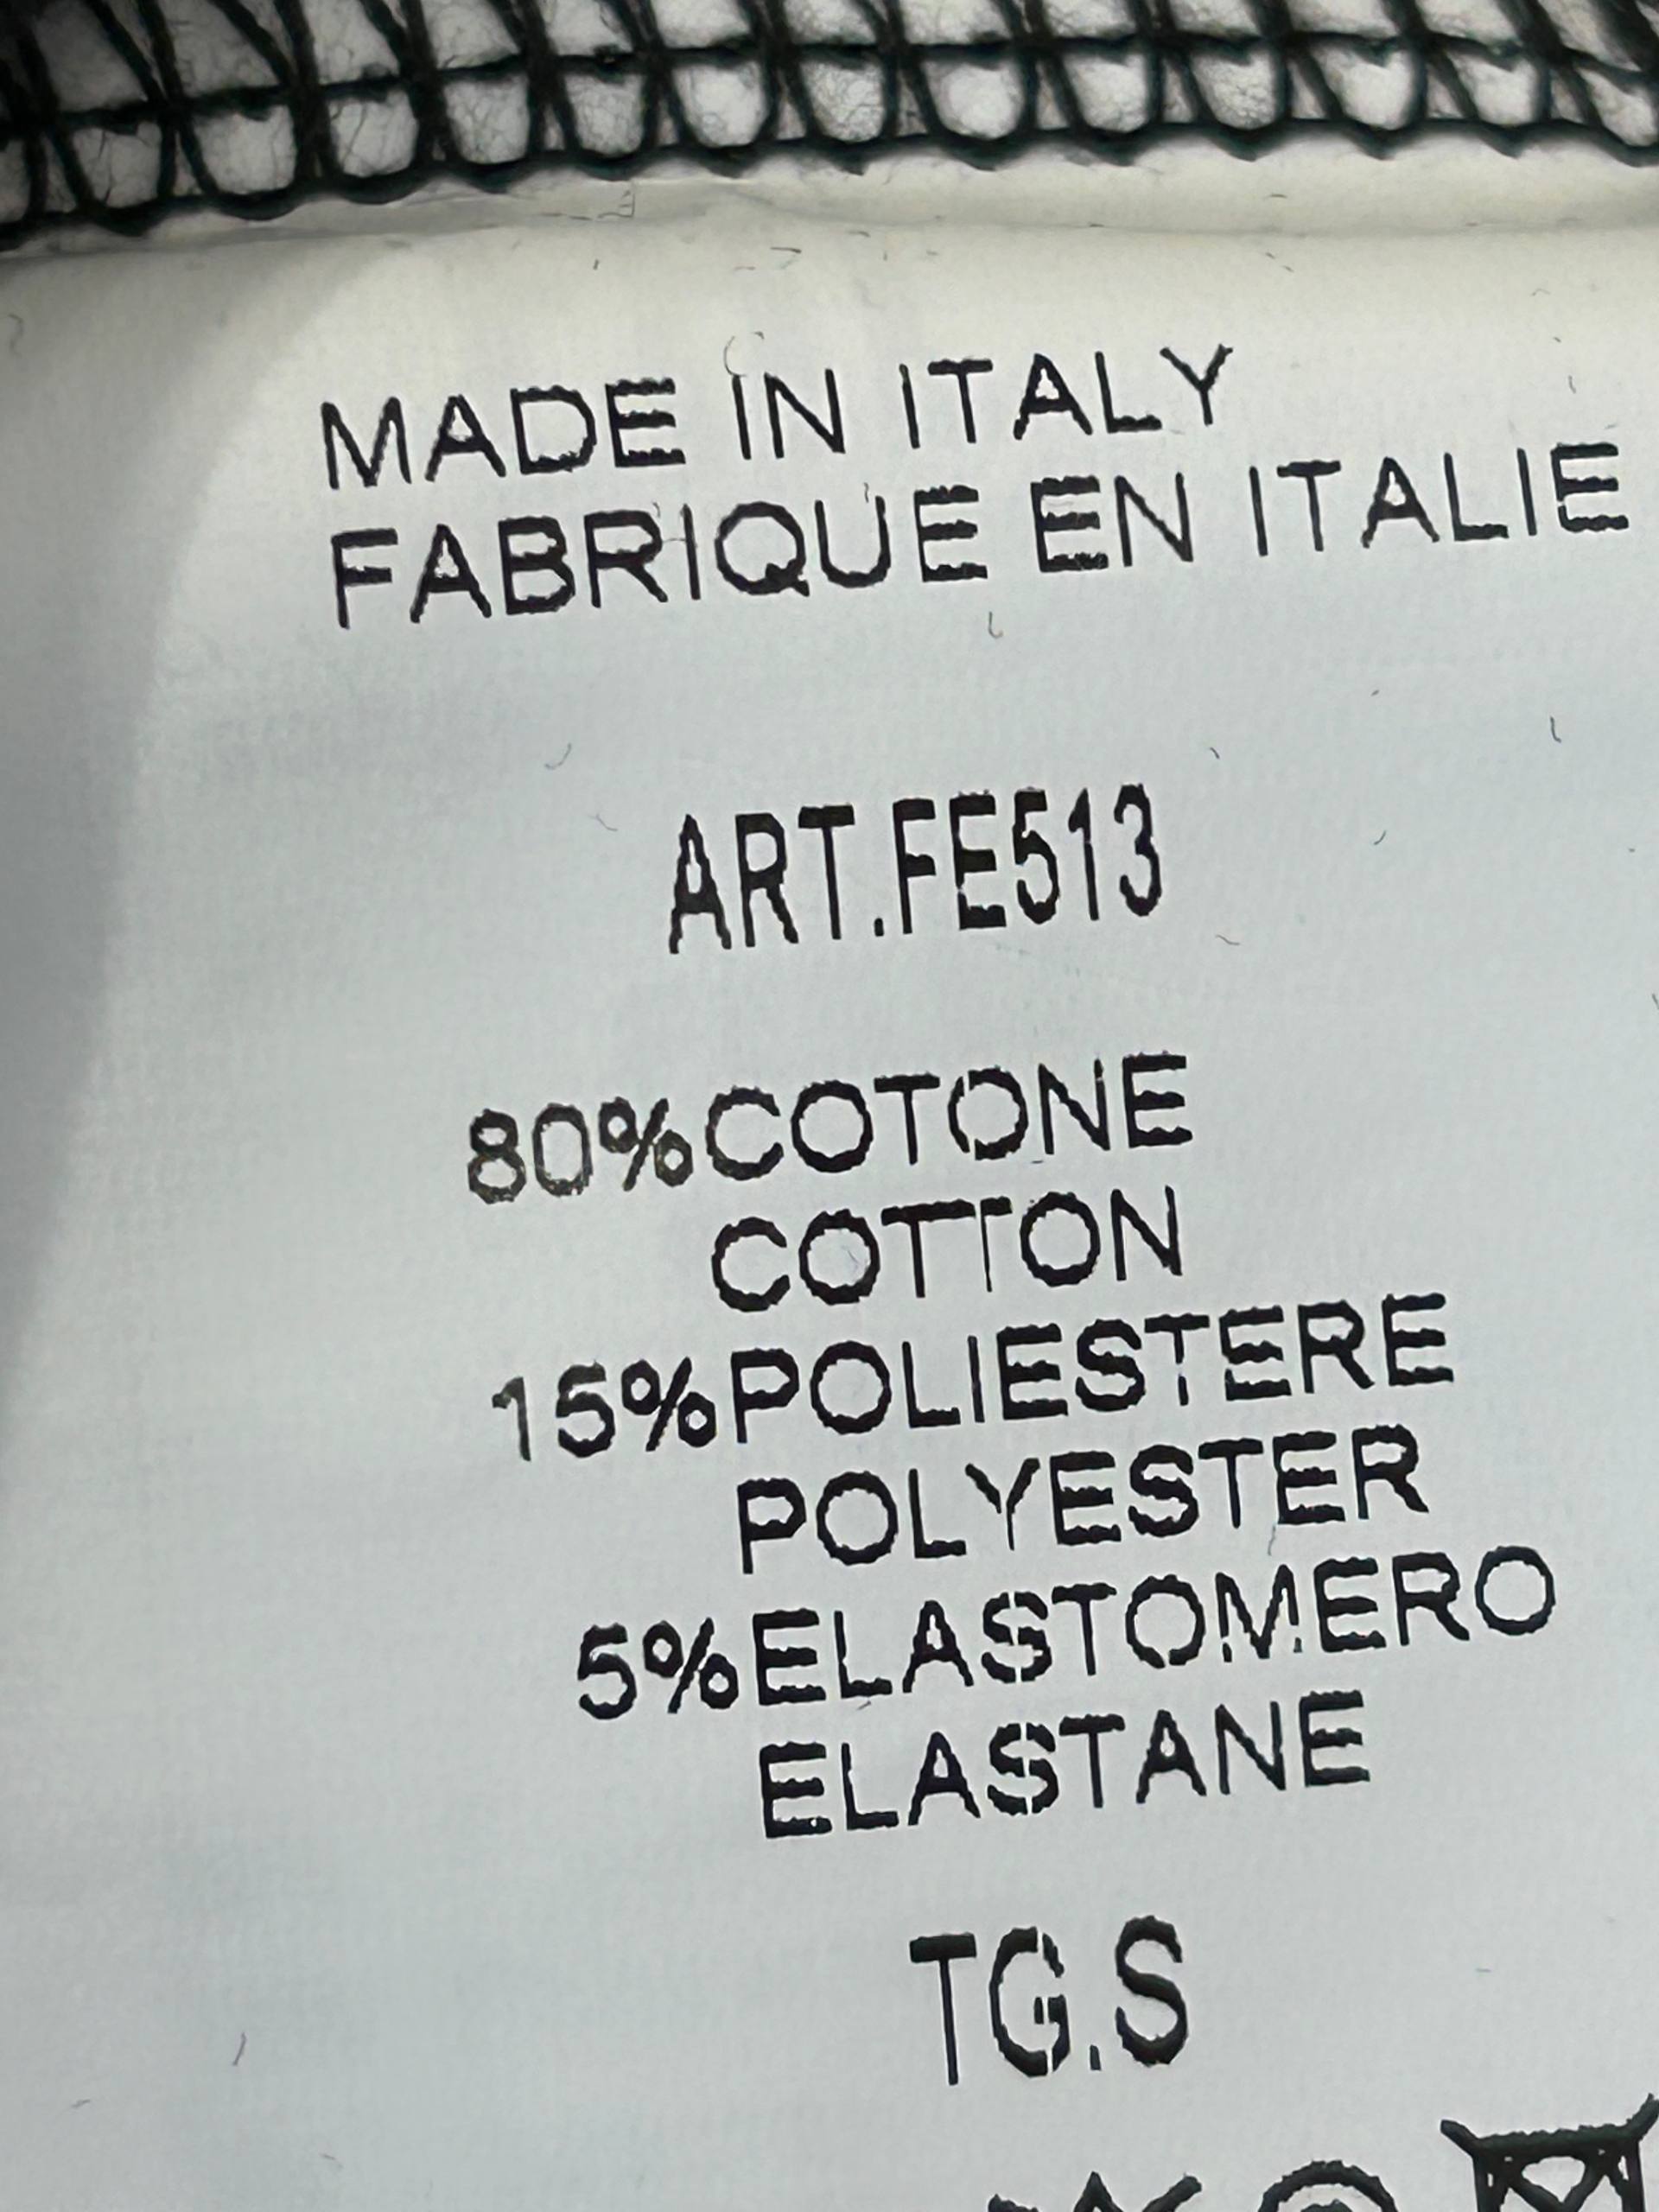 MADE IN ITALY
FABRIQUE EN ITALIE
ART.FE513
80%COTONE
COTTON
15%POLIESTERE
POLYESTER
5%ELASTOMERO
ELASTANE
TG.S